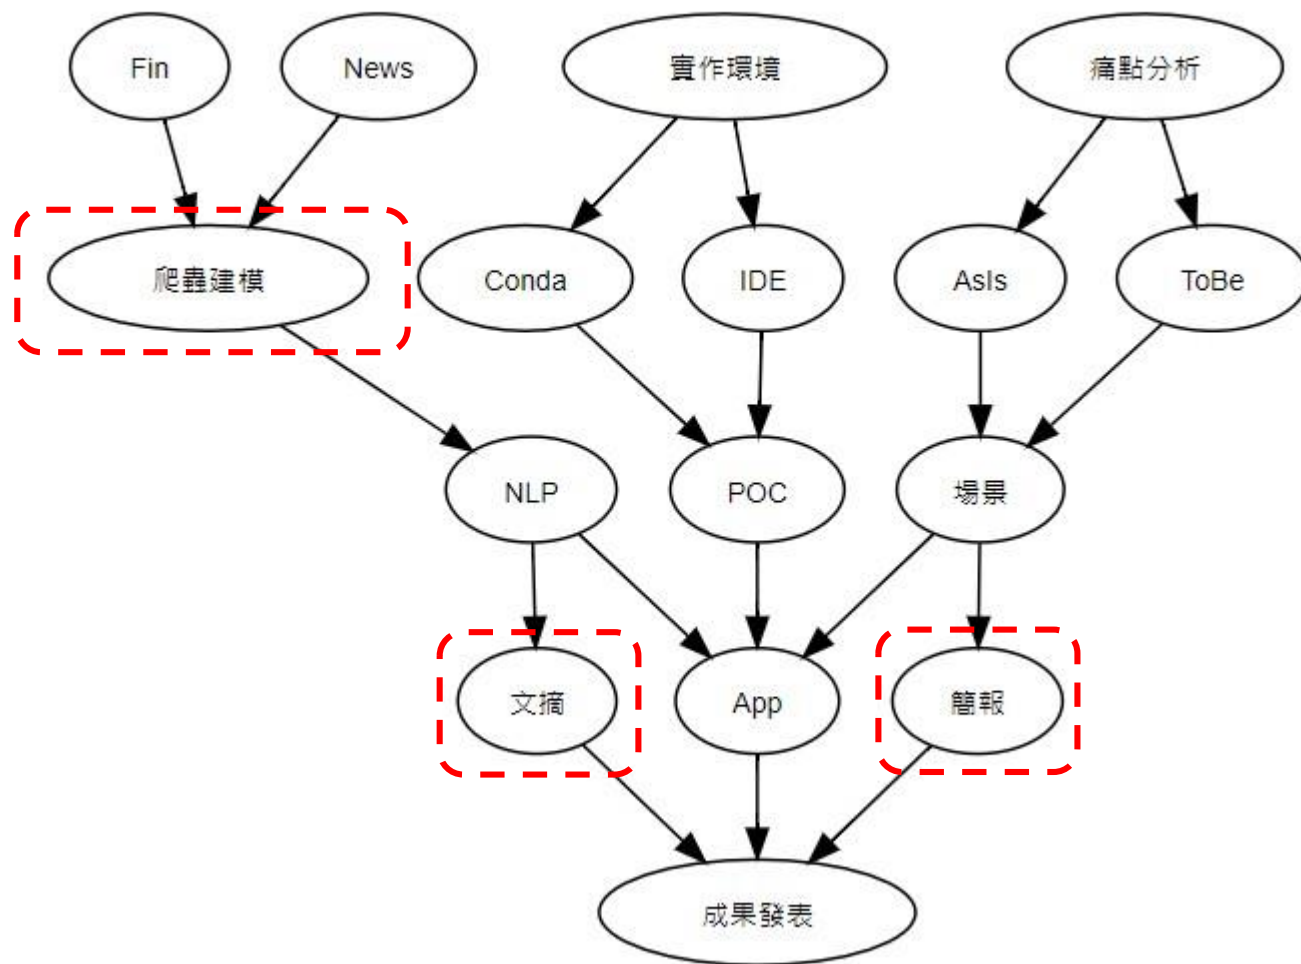 Fin
News
實作環境
痛點分析
爬蟲建模
Conda
IDE
AsIs
ToBe
NLP
POC
場景
文摘
App
簡報
成果發表